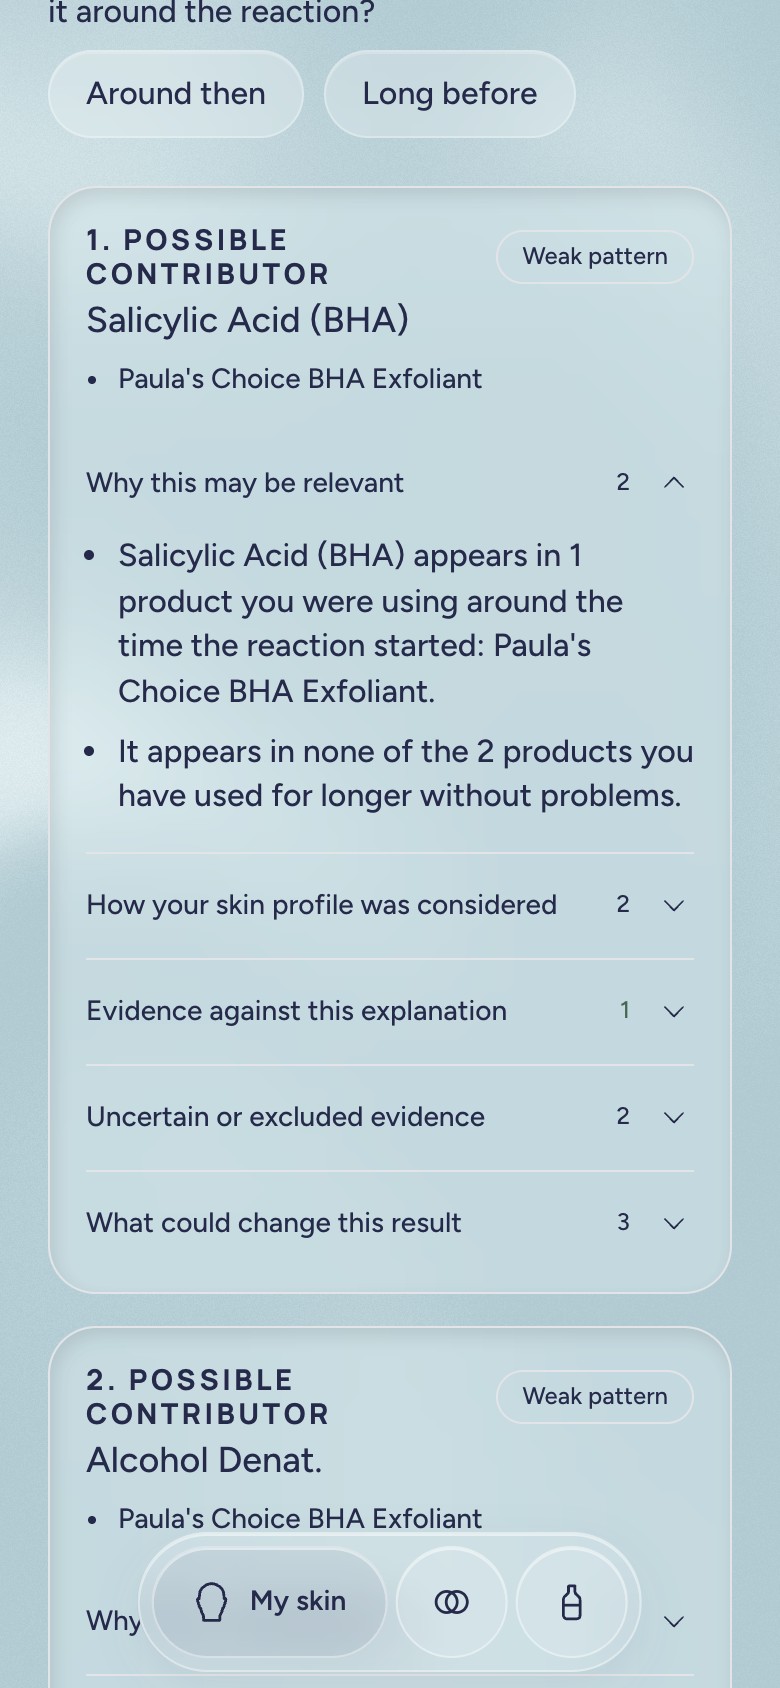 it around the reaction?
Around then
Long before
1. POSSIBLE
CONTRIBUTOR
Weak pattern
Salicylic Acid (BHA)
• Paula's Choice BHA Exfoliant
Why this may be relevant 2
• Salicylic Acid (BHA) appears in 1
product you were using around the
time the reaction started: Paula's
Choice BHA Exfoliant.
• It appears in none of the 2 products you
have used for longer without problems.
How your skin profile was considered 2
Evidence against this explanation 1
Uncertain or excluded evidence 2
What could change this result 3
2. POSSIBLE
CONTRIBUTOR
Weak pattern
Alcohol Denat.
• Paula's Choice BHA Exfoliant
Why
My skin